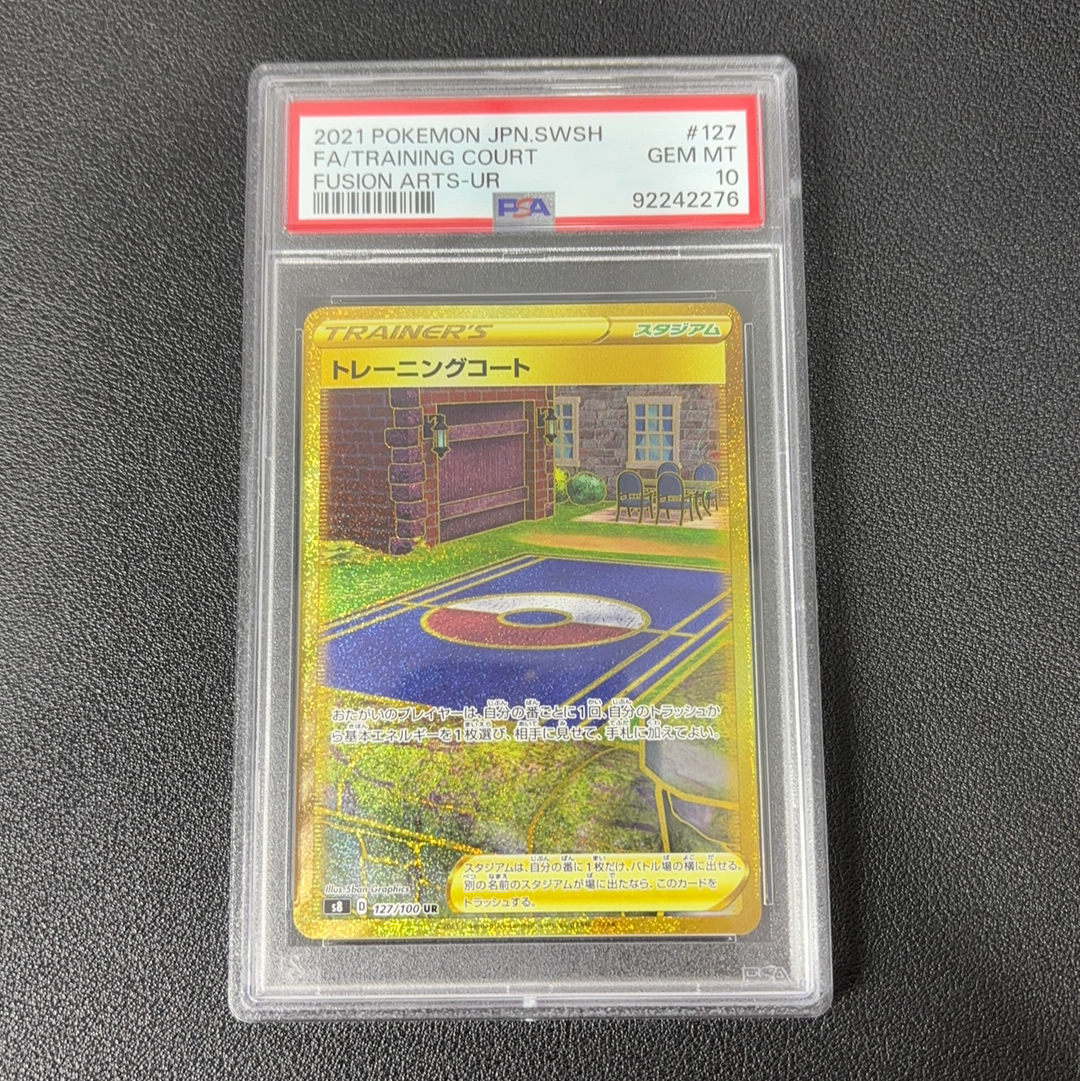 2021 POKEMON JPN.SWSH #127
FA/TRAINING COURT GEM MT
FUSION ARTS-UR 10
PSA 92242276
TRAINER'S スタジアム
トレーニングコート
おたがいのプレイヤーは、自分の番ごとに1回、自分のトラッシュか
ら基本エネルギーを1枚選び、相手に見せて、手札に加えてよい。
スタジアムは、自分の番に1枚だけ、バトル場の横に出せる。
別の名前のスタジアムが場に出たなら、このカードを
トラッシュする。
Illus. 5ban Graphics
s8 D 127/100 UR
PSA